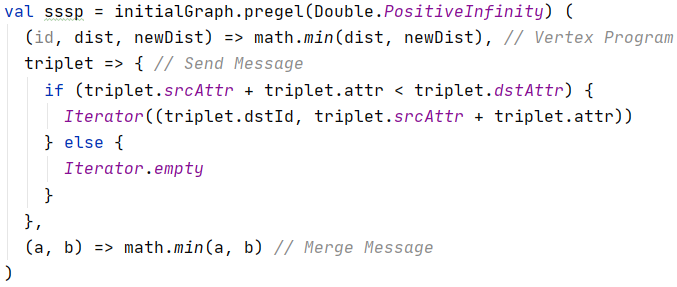 val sssp = initialGraph.pregel(Double.PositiveInfinity) (
(id, dist, newDist) => math.min(dist, newDist), // Vertex Program
triplet => { // Send Message
if (triplet.srcAttr + triplet.attr < triplet.dstAttr) {
Iterator((triplet.dstId, triplet.srcAttr + triplet.attr))
} else {
Iterator.empty
}
},
(a, b) => math.min(a, b) // Merge Message
)